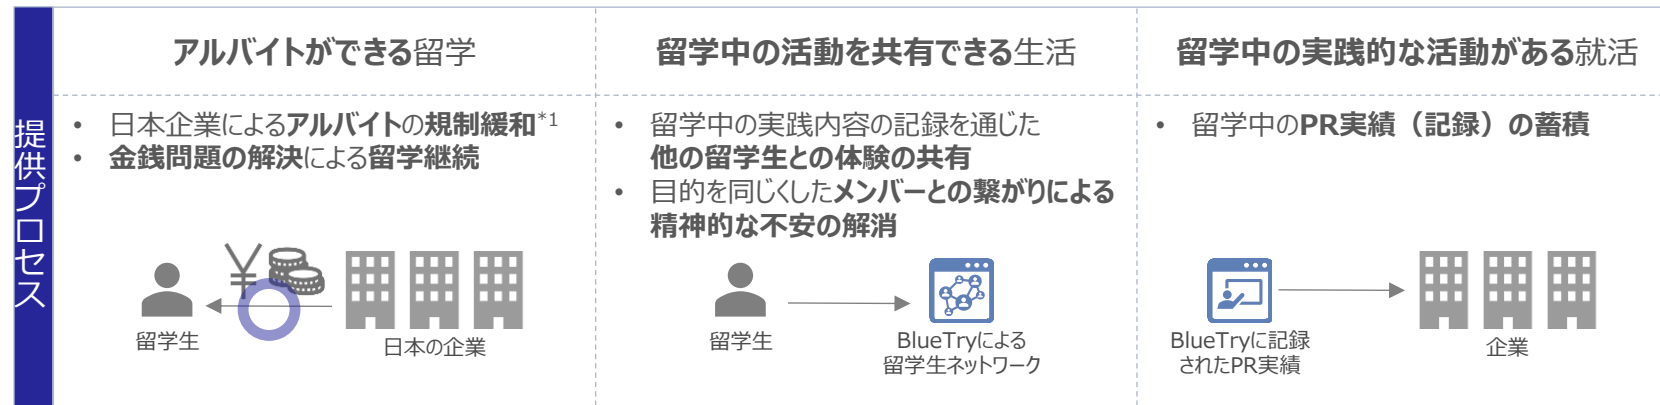 提供プロセス
アルバイトができる留学
• 日本企業によるアルバイトの規制緩和*1
• 金銭問題の解決による留学継続
¥
留学生
日本の企業
留学中の活動を共有できる生活
• 留学中の実践内容の記録を通じた
他の留学生との体験の共有
• 目的を同じくしたメンバーとの繋がりによる
精神的な不安の解消
留学生
BlueTryによる
留学生ネットワーク
留学中の実践的な活動がある就活
• 留学中のPR実績（記録）の蓄積
BlueTryに記録
されたPR実績
企業